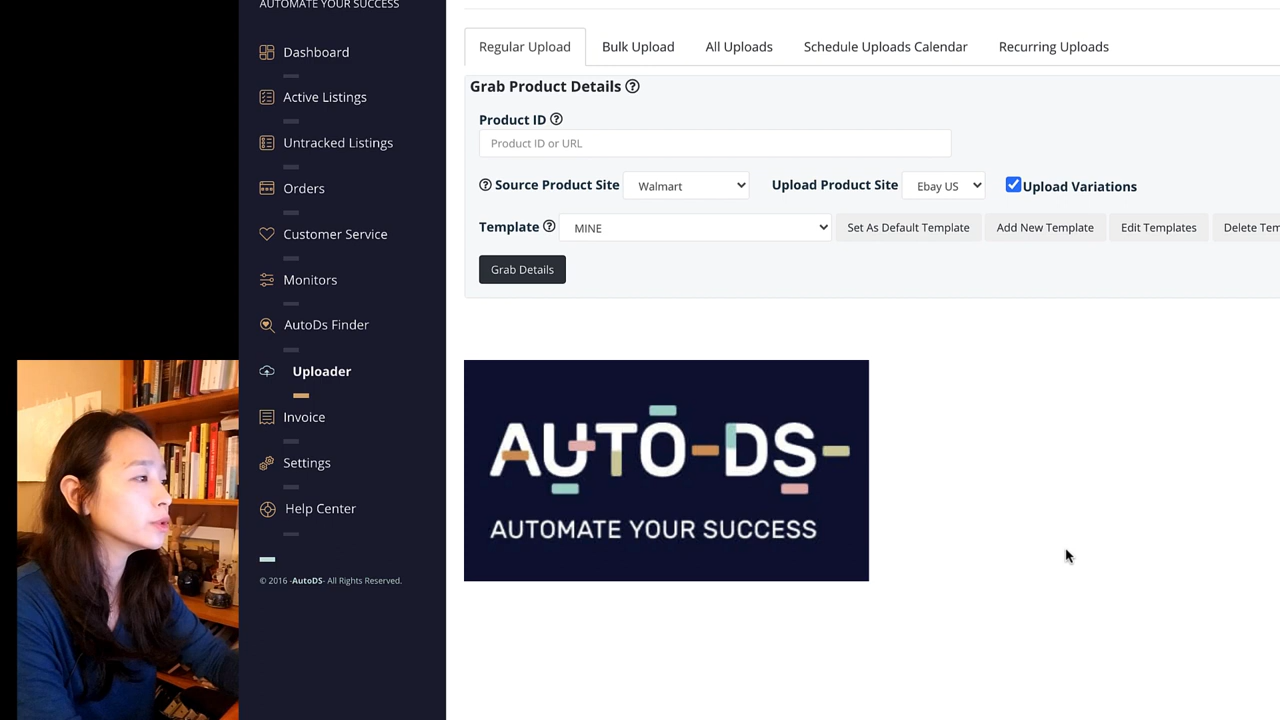 AUTOMATE YOUR SUCCESS
Dashboard
Active Listings
Untracked Listings
Orders
Customer Service
Monitors
AutoDs Finder
Uploader
Invoice
Settings
Help Center
© 2016 -AutoDS- All Rights Reserved.
Regular Upload Bulk Upload All Uploads Schedule Uploads Calendar Recurring Uploads
Grab Product Details
Product ID
Product ID or URL
Source Product Site Walmart Upload Product Site Ebay US Upload Variations
Template MINE Set As Default Template Add New Template Edit Templates Delete Tem
Grab Details
AUTO-DS-
AUTOMATE YOUR SUCCESS